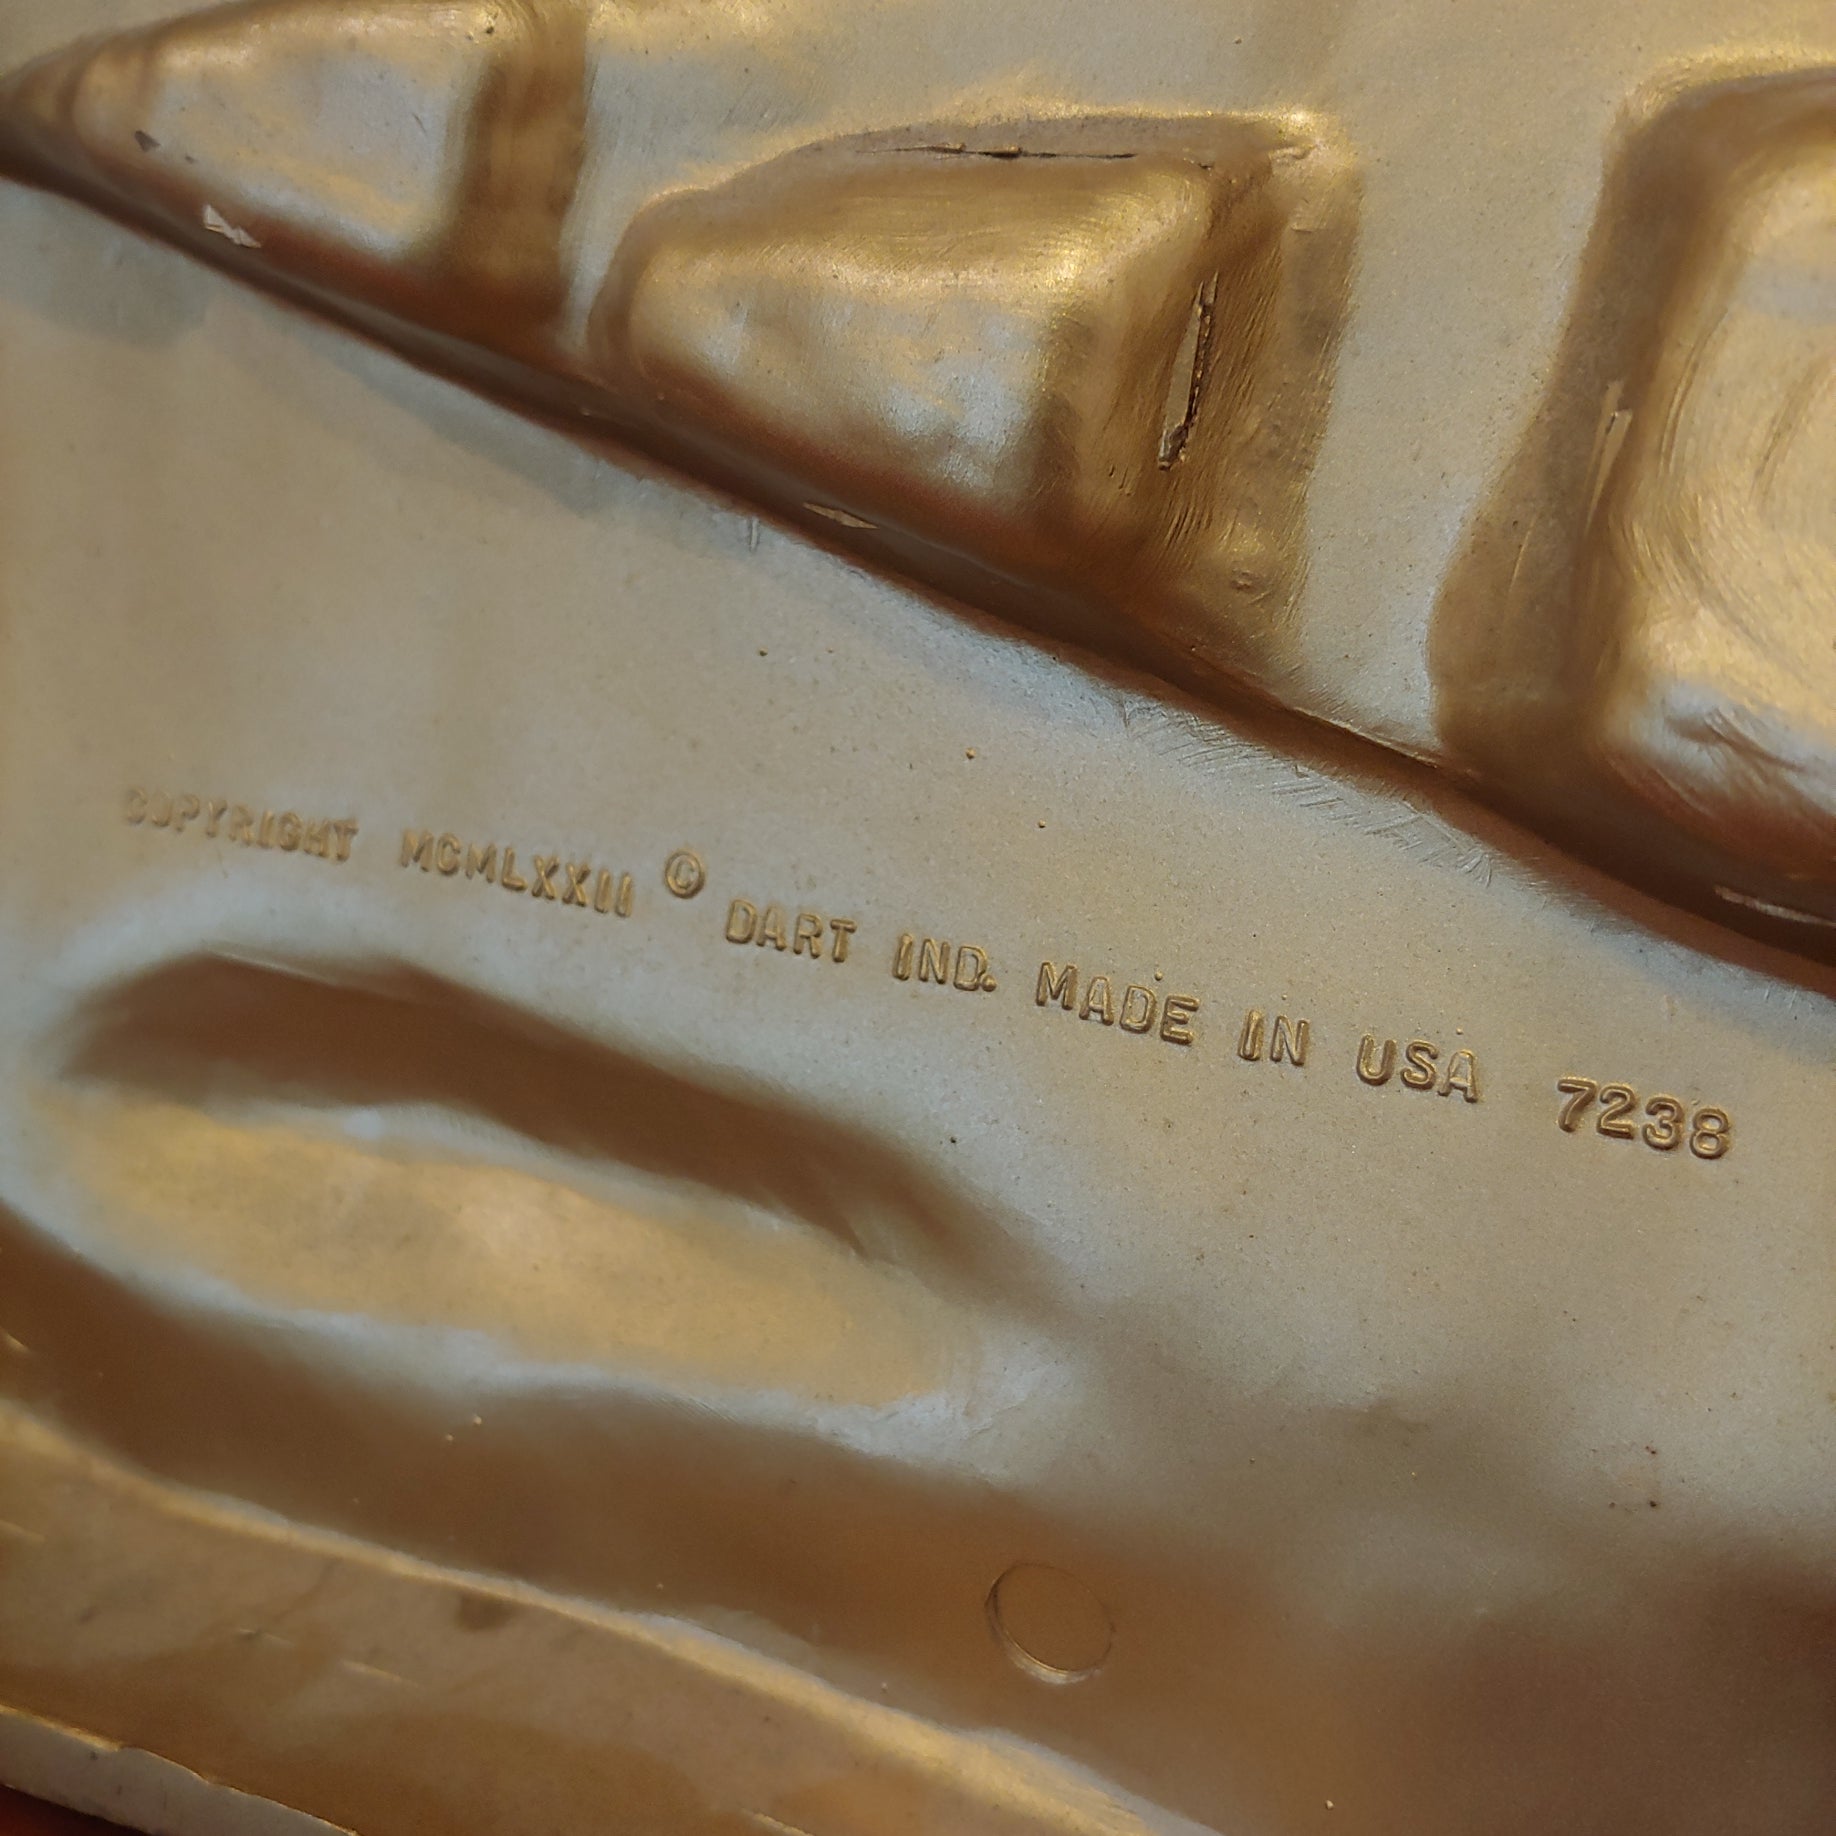 COPYRIGHT MCMLXXII © DART IND. MADE IN USA 7238